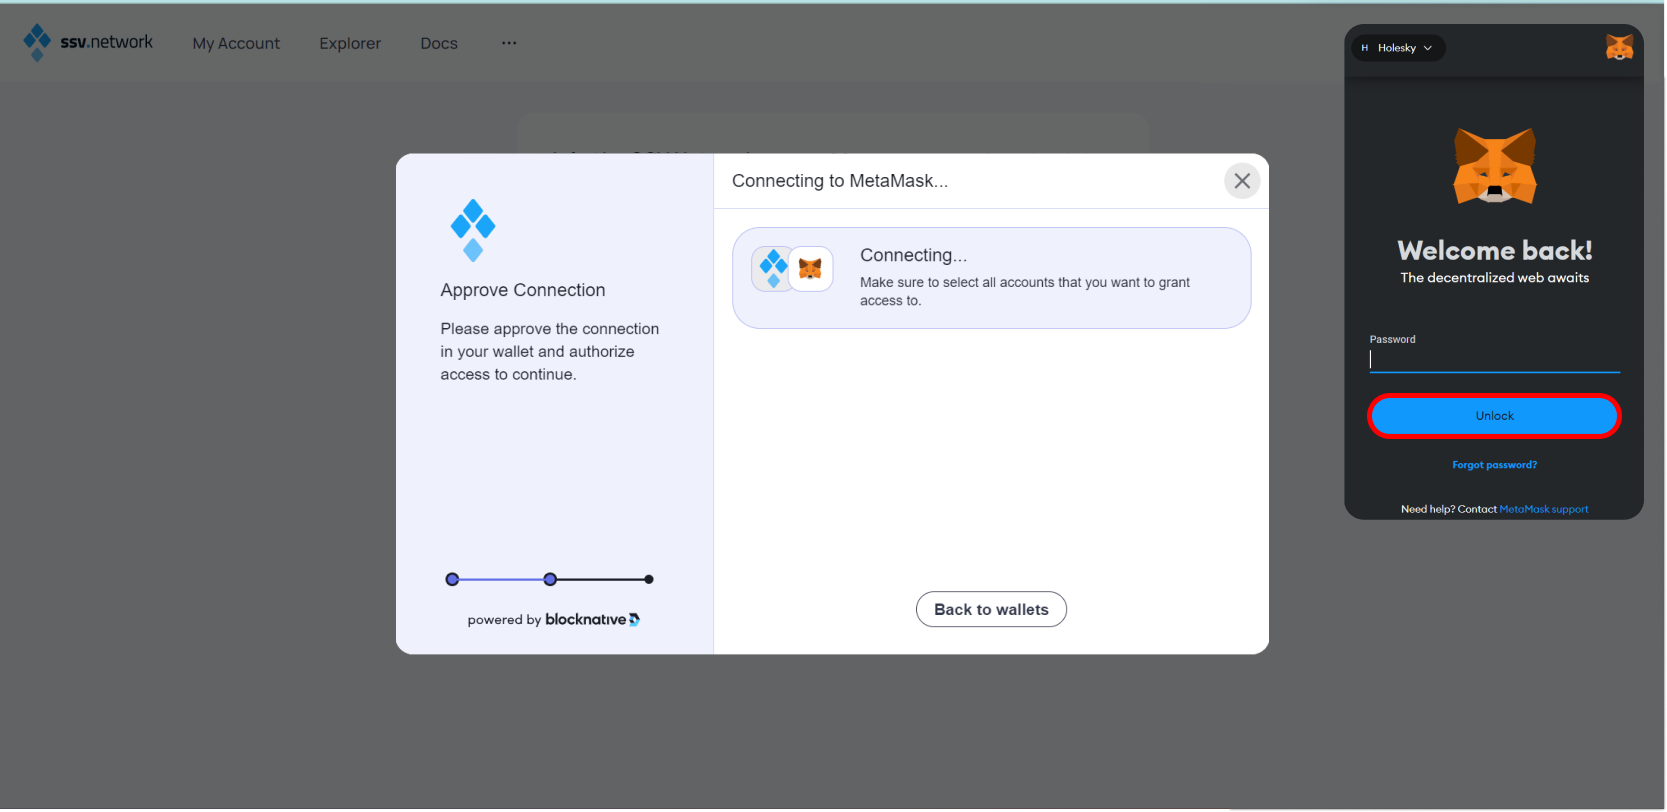 ssv.network
My Account
Explorer
Docs
...
H Holesky
Approve Connection
Please approve the connection
in your wallet and authorize
access to continue.
powered by blocknative
Connecting to MetaMask...
Connecting...
Make sure to select all accounts that you want to grant
access to.
Back to wallets
Welcome back!
The decentralized web awaits
Password
Unlock
Forgot password?
Need help? Contact MetaMask support